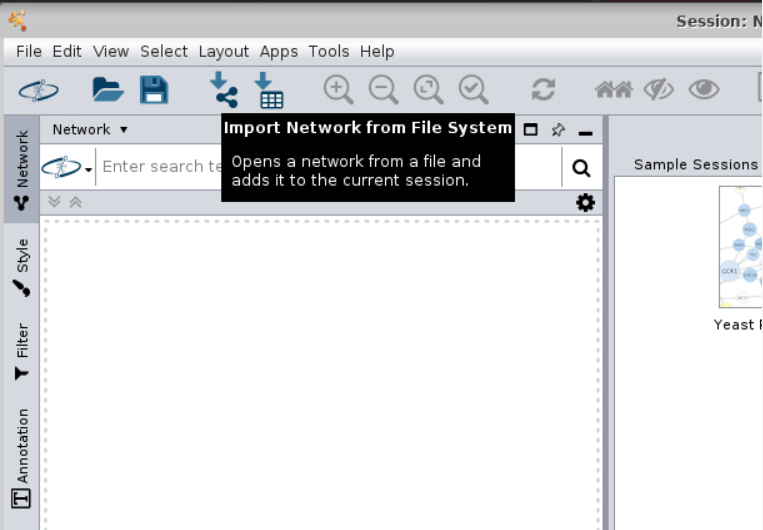 Session: N
File Edit View Select Layout Apps Tools Help
Network
Import Network from File System
Opens a network from a file and
adds it to the current session.
Enter search te
Network
Style
Filter
Annotation
T
Sample Sessions
CCR1
Yeast